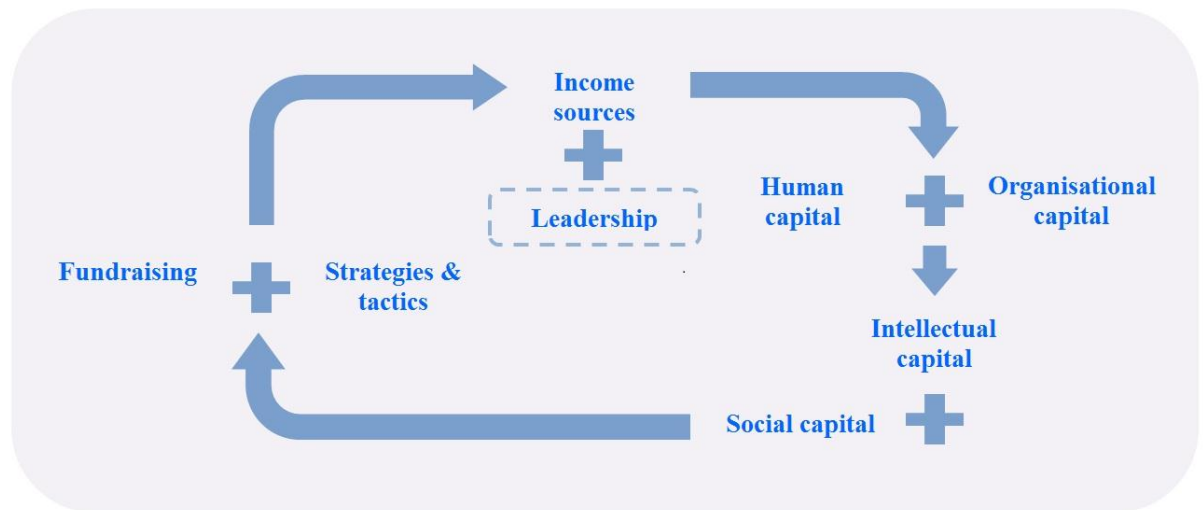 Income
sources
Leadership
Human
capital
Organisational
capital
Fundraising
Strategies &
tactics
Intellectual
capital
Social capital